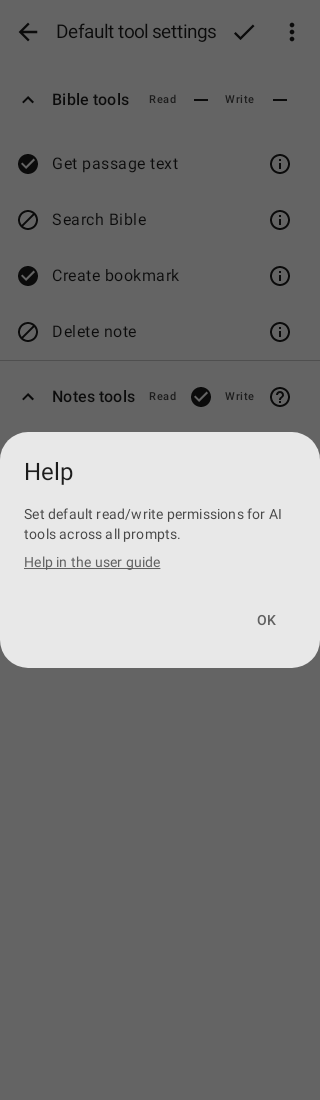 Default tool settings
Bible tools Read Write
Get passage text
Search Bible
Create bookmark
Delete note
Notes tools Read Write
Help
Set default read/write permissions for AI
tools across all prompts.
Help in the user guide
OK